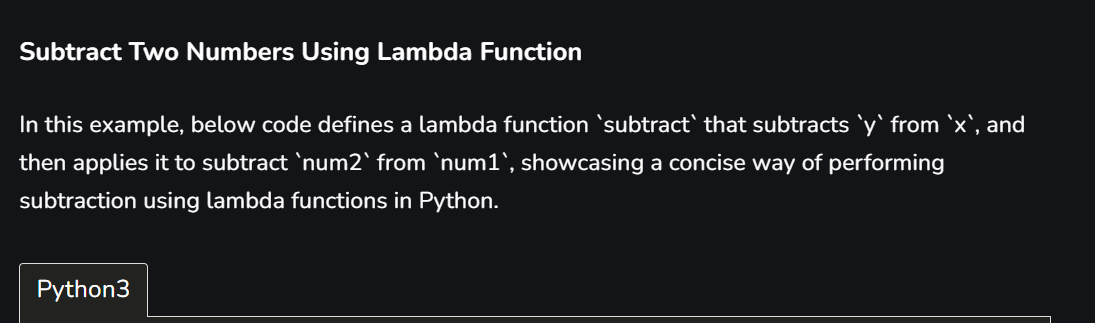 Subtract Two Numbers Using Lambda Function
In this example, below code defines a lambda function `subtract` that subtracts `y` from `x`, and
then applies it to subtract `num2` from `num1`, showcasing a concise way of performing
subtraction using lambda functions in Python.
Python3